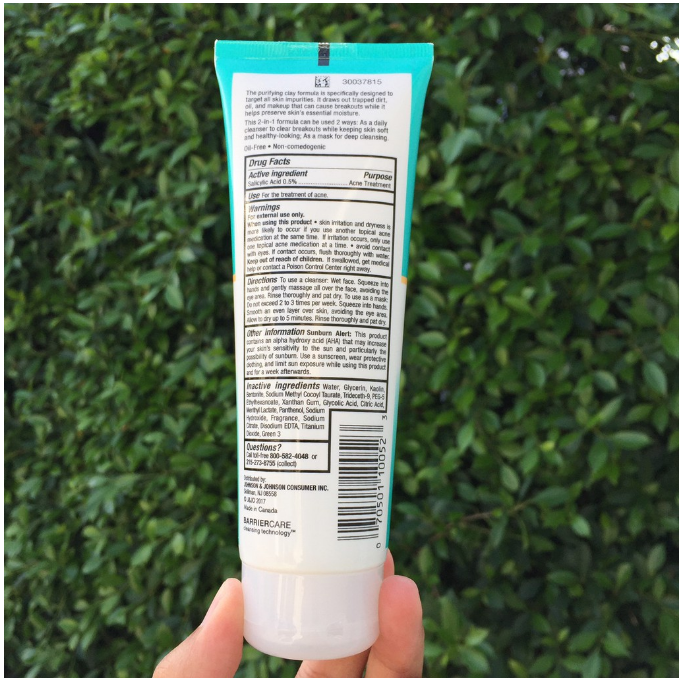 30037815
The purifying clay formula is specifically designed to
target all skin impurities. It draws out trapped dirt,
oil, and makeup that can cause breakouts while it
helps preserve skin's essential moisture.
This 2-in-1 formula can be used 2 ways: As a daily
cleanser to clear breakouts while keeping skin soft
and healthy-looking; As a mask for deep cleansing.
Oil-Free • Non-comedogenic
Drug Facts
Active ingredient Purpose
Salicylic Acid 0.5% Acne Treatment
Use For the treatment of acne.
Warnings
For external use only.
When using this product • skin irritation and dryness is
more likely to occur if you use another topical acne
medication at the same time. If irritation occurs, only use
one topical acne medication at a time. • avoid contact
with eyes. If contact occurs, flush thoroughly with water.
Keep out of reach of children. If swallowed, get medical
help or contact a Poison Control Center right away.
Directions To use as a cleanser: Wet face. Squeeze into
hands and gently massage all over the face, avoiding the
eye area. Rinse thoroughly and pat dry. To use as a mask:
Do not exceed 2 to 3 times per week. Squeeze into hands.
Smooth an even layer over skin, avoiding the eye area.
Allow to dry up to 5 minutes. Rinse thoroughly and pat dry.
Other information Sunburn Alert: This product
contains an alpha hydroxy acid (AHA) that may increase
your skin's sensitivity to the sun and particularly the
possibility of sunburn. Use a sunscreen, wear protective
clothing, and limit sun exposure while using this product
and for a week afterwards.
Inactive ingredients Water, Glycerin, Kaolin,
Bentonite, Sodium Methyl Cocoyl Taurate, Trideceth-9, PEG-5
Ethylhexanoate, Xanthan Gum, Glycolic Acid, Citric Acid,
Menthyl Lactate, Panthenol, Sodium
Hydroxide, Fragrance, Sodium
Citrate, Disodium EDTA, Titanium
Dioxide, Green 3
Questions?
Call toll-free 800-582-4048 or
215-273-8755 (collect)
Distributed by:
JOHNSON & JOHNSON CONSUMER INC.
Skillman, NJ 08558
© JJCI 2017
Made in Canada
BARRIERCARE
cleansing technology™
0 70501 10052 3